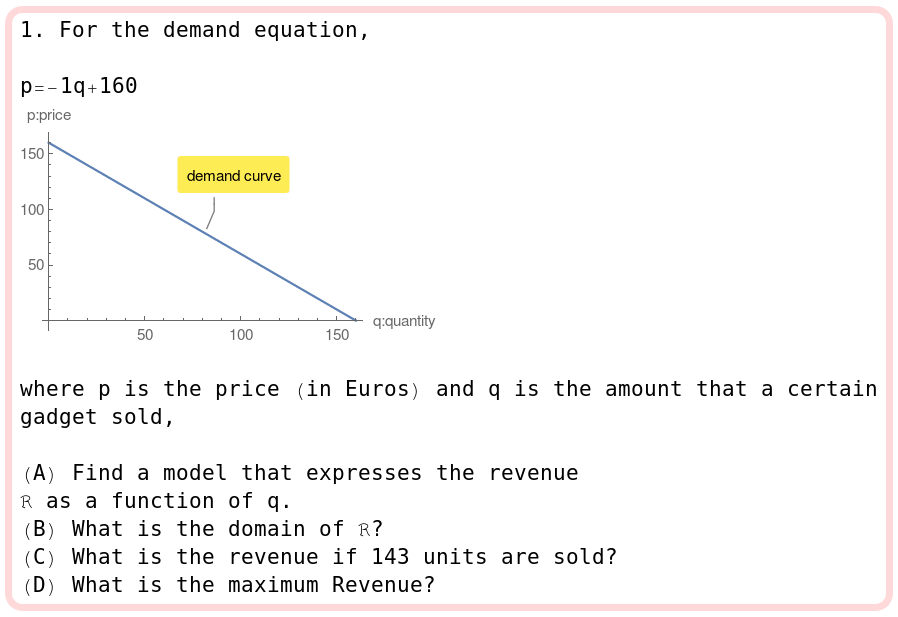 1. For the demand equation,
p=-1q+160
p:price
150
demand curve
100
50
q:quantity
50 100 150
where p is the price (in Euros) and q is the amount that a certain
gadget sold,
(A) Find a model that expresses the revenue
ℛ as a function of q.
(B) What is the domain of ℛ?
(C) What is the revenue if 143 units are sold?
(D) What is the maximum Revenue?